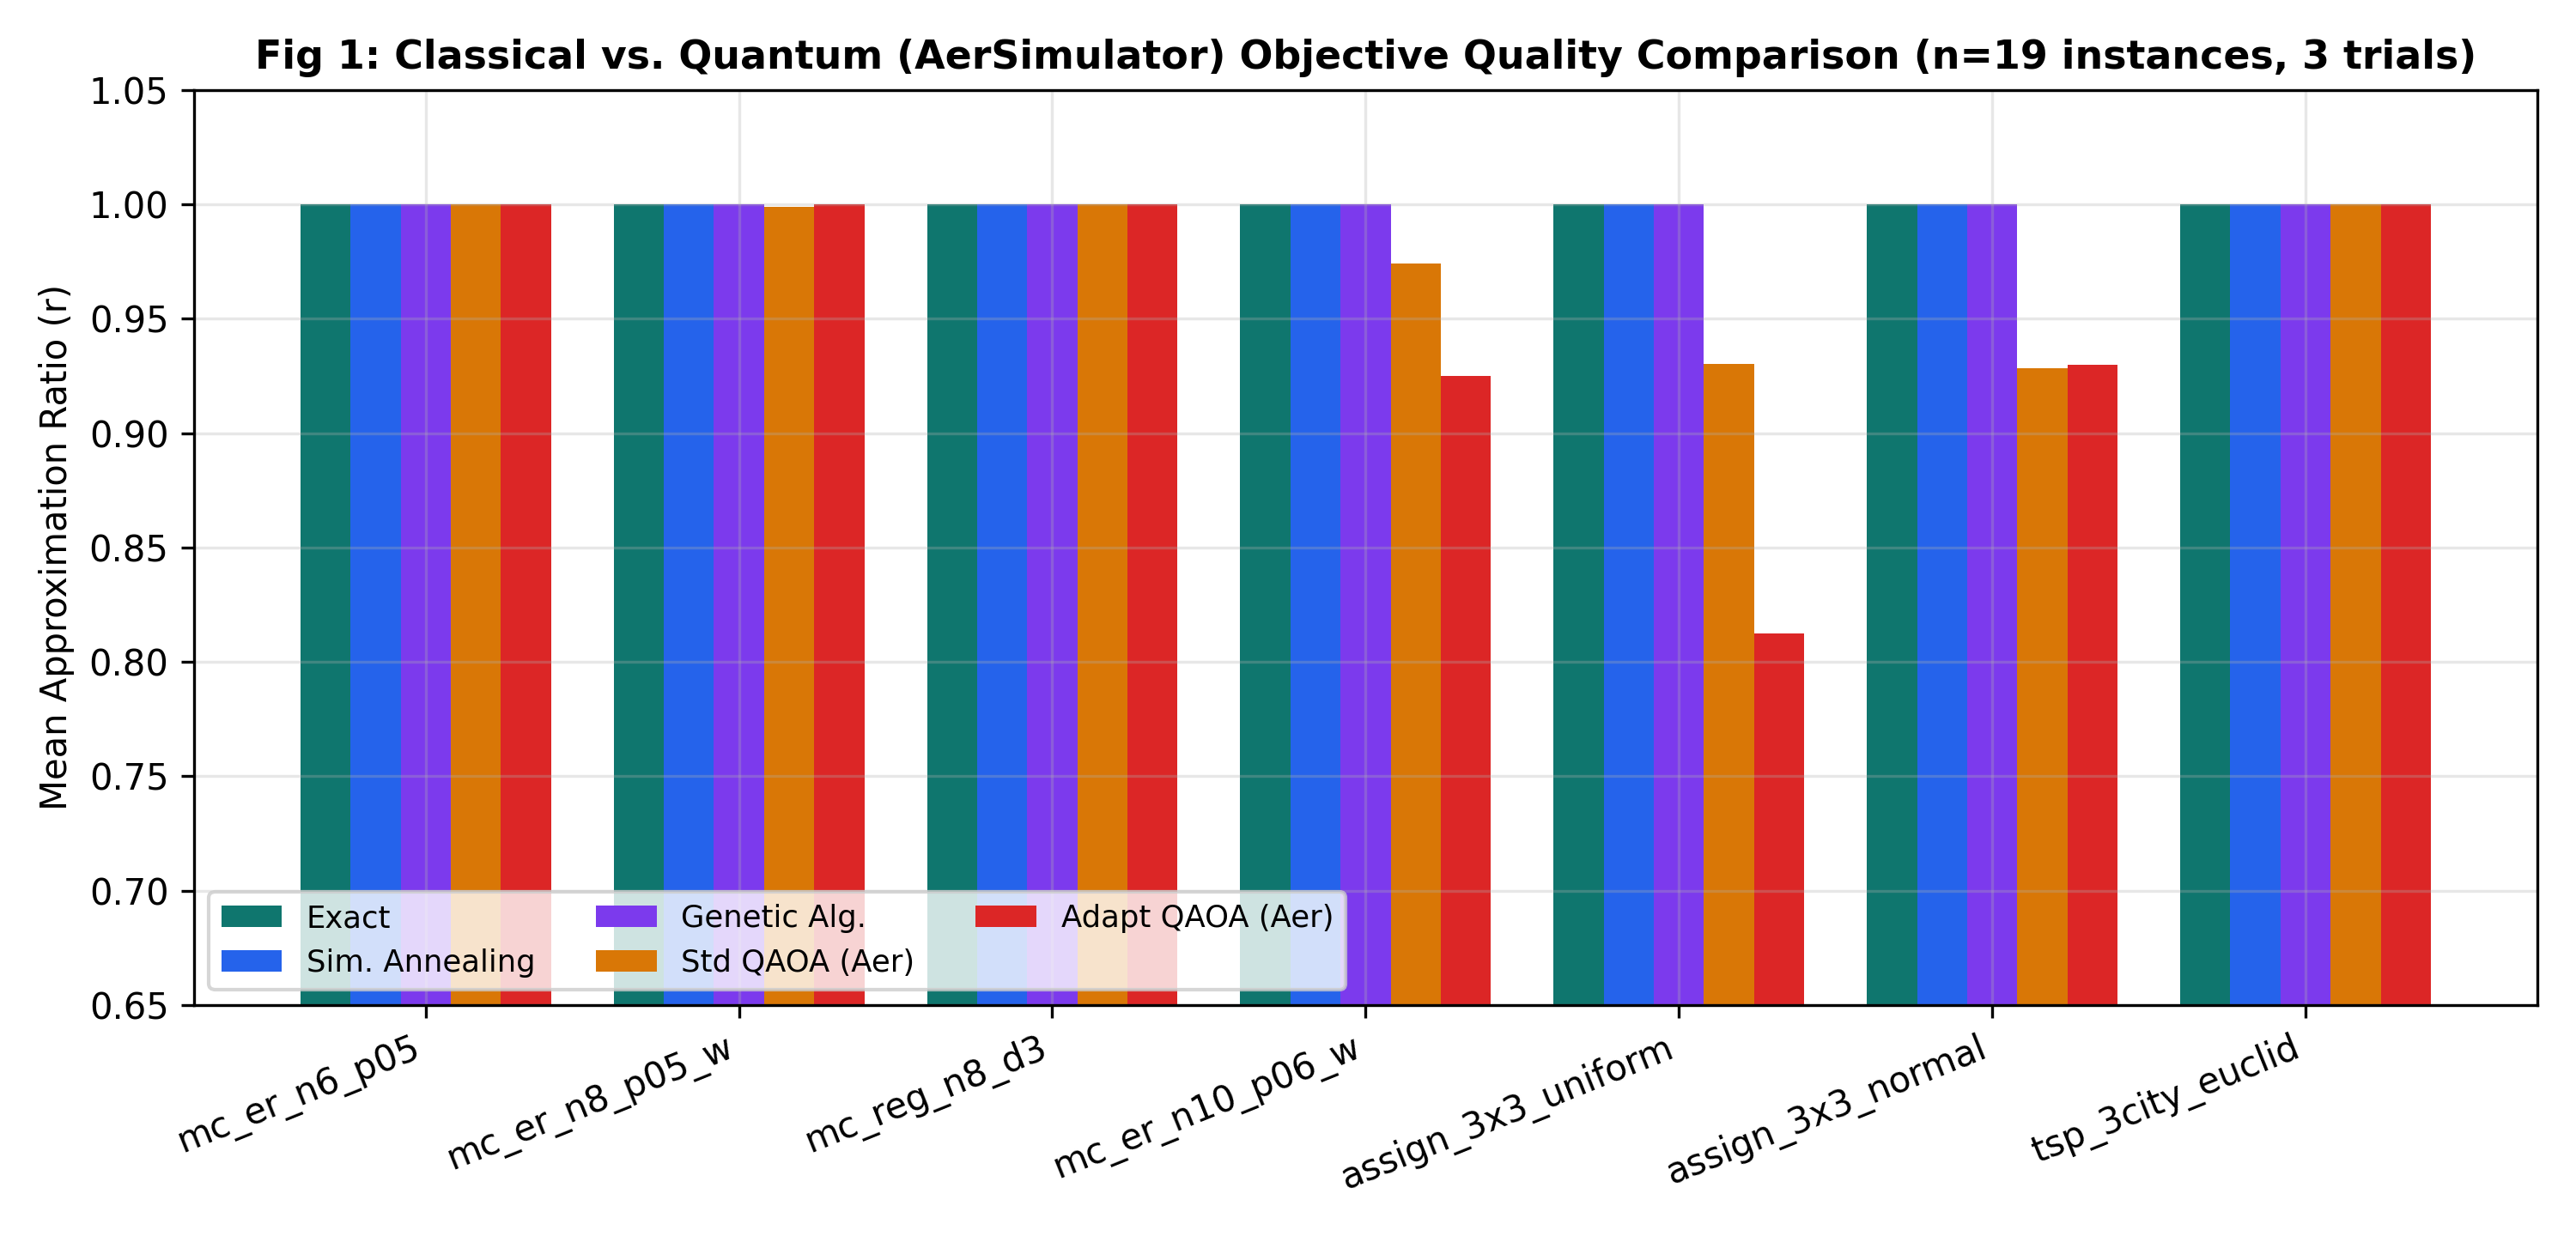 Fig 1: Classical vs. Quantum (AerSimulator) Objective Quality Comparison (n=19 instances, 3 trials)
Mean Approximation Ratio (r)
1.05
1.00
0.95
0.90
0.85
0.80
0.75
0.70
0.65
Exact
Sim. Annealing
Genetic Alg.
Std QAOA (Aer)
Adapt QAOA (Aer)
mc_er_n6_p05
mc_er_n8_p05_w
mc_reg_n8_d3
mc_er_n10_p06_w
assign_3x3_uniform
assign_3x3_normal
tsp_3city_euclid